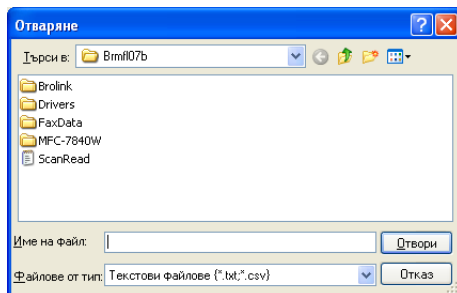 Отваряне
Търси в: Brmfl07b
Brolink
Drivers
FaxData
MFC-7840W
ScanRead
Име на файл: Отвори
Файлове от тип: Текстови файлове {*.txt;*.csv} Отказ